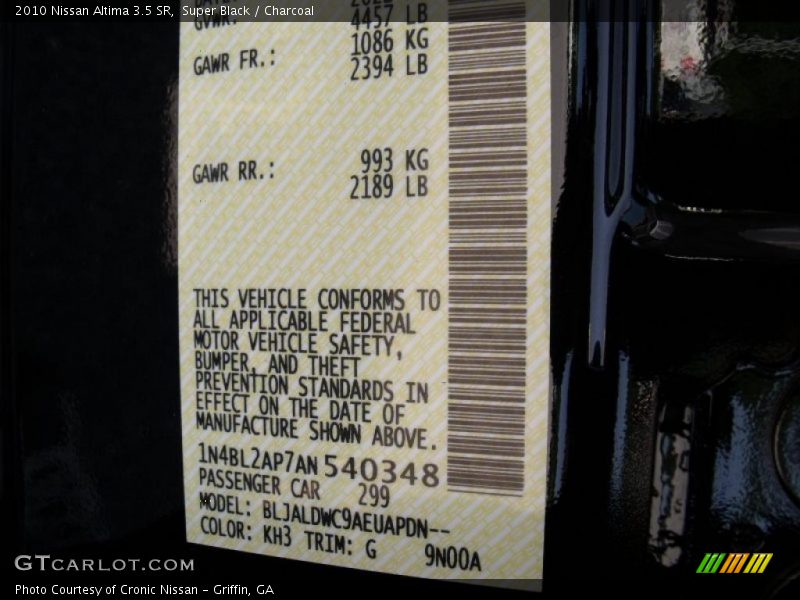 2010 Nissan Altima 3.5 SR, Super Black / Charcoal
GVWR: 4457 LB
1086 KG
GAWR FR.: 2394 LB
993 KG
GAWR RR.: 2189 LB
THIS VEHICLE CONFORMS TO
ALL APPLICABLE FEDERAL
MOTOR VEHICLE SAFETY,
BUMPER, AND THEFT
PREVENTION STANDARDS IN
EFFECT ON THE DATE OF
MANUFACTURE SHOWN ABOVE.
1N4BL2AP7AN540348
PASSENGER CAR 299
MODEL: BLJALDWC9AEUAPDN--
COLOR: KH3 TRIM: G 9N00A
GTCARLOT.COM
Photo Courtesy of Cronic Nissan - Griffin, GA